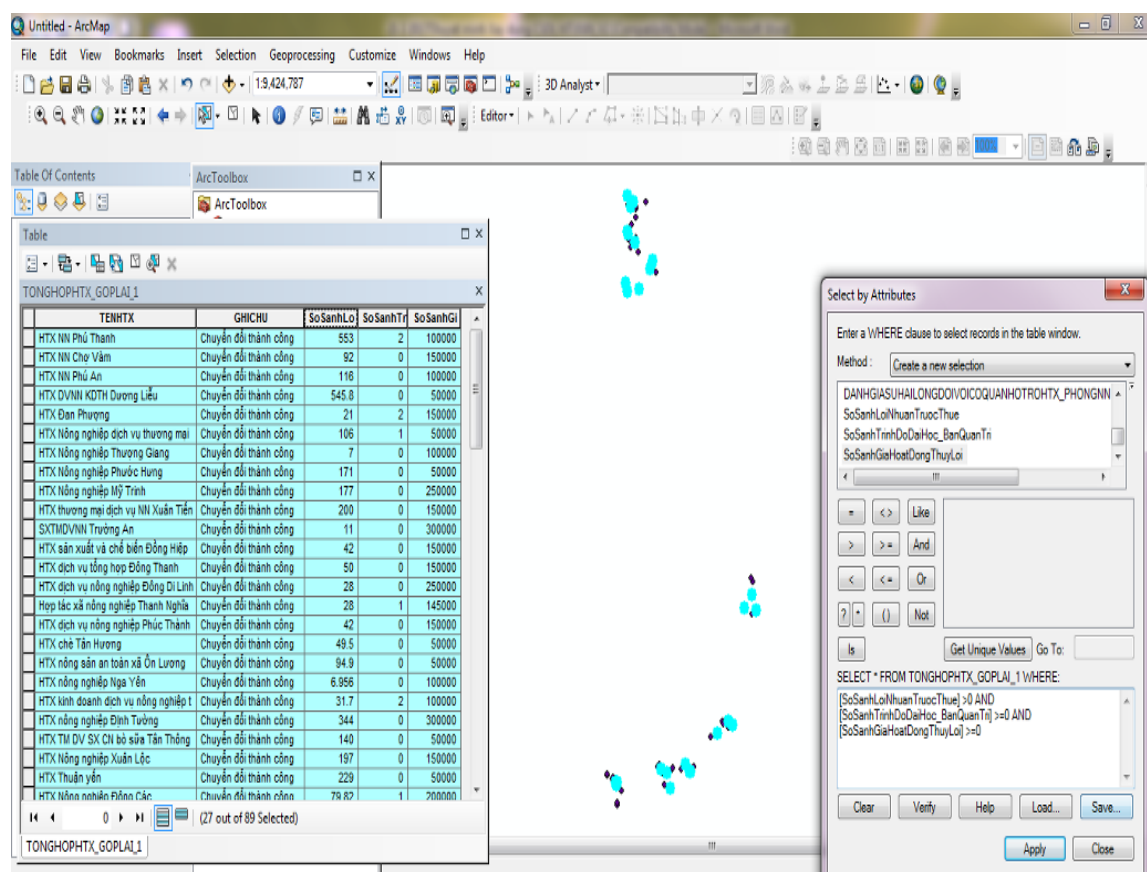 Untitled - ArcMap
File Edit View Bookmarks Insert Selection Geoprocessing Customize Windows Help
1:9,424,787
3D Analyst
Editor
Table Of Contents
ArcToolbox
ArcToolbox
Table
TONGHOPHTX_GOPLAI_1
TENHTX GHICHU SoSanhLo SoSanhTr SoSanhGi
HTX NN Phú Thanh Chuyển đổi thành công 553 2 100000
HTX NN Chợ Vàm Chuyển đổi thành công 92 0 150000
HTX NN Phú An Chuyển đổi thành công 116 0 100000
HTX DVNN KDTH Dương Liễu Chuyển đổi thành công 545.8 0 50000
HTX Đan Phượng Chuyển đổi thành công 21 2 150000
HTX Nông nghiệp dịch vụ thương mại Chuyển đổi thành công 106 1 50000
HTX Nông nghiệp Thượng Giang Chuyển đổi thành công 7 0 100000
HTX Nông nghiệp Phước Hưng Chuyển đổi thành công 171 0 50000
HTX Nông nghiệp Mỹ Trinh Chuyển đổi thành công 177 0 250000
HTX thương mại dịch vụ NN Xuân Tiến Chuyển đổi thành công 200 0 150000
SXTMDVNN Trường An Chuyển đổi thành công 11 0 300000
HTX sản xuất và chế biến Đồng Hiệp Chuyển đổi thành công 42 0 150000
HTX dịch vụ tổng hợp Đông Thanh Chuyển đổi thành công 50 0 150000
HTX dịch vụ nông nghiệp Đồng Di Linh Chuyển đổi thành công 28 0 250000
Hợp tác xã nông nghiệp Thanh Nghĩa Chuyển đổi thành công 28 1 145000
HTX dịch vụ nông nghiệp Phúc Thành Chuyển đổi thành công 42 0 150000
HTX chè Tân Hương Chuyển đổi thành công 49.5 0 50000
HTX nông sản an toàn xã Ôn Lương Chuyển đổi thành công 94.9 0 50000
HTX nông nghiệp Nga Yên Chuyển đổi thành công 6.956 0 100000
HTX kinh doanh dịch vụ nông nghiệp t Chuyển đổi thành công 31.7 2 100000
HTX nông nghiệp Định Tường Chuyển đổi thành công 344 0 300000
HTX TM DV SX CN bò sữa Tân Thông Chuyển đổi thành công 140 0 50000
HTX Nông nghiệp Xuân Lộc Chuyển đổi thành công 197 0 150000
HTX Thuần yến Chuyển đổi thành công 229 0 50000
HTX Nông nghiệp Đông Các Chuyển đổi thành công 79.82 1 200000
0 (27 out of 89 Selected)
TONGHOPHTX_GOPLAI_1
Select by Attributes
Enter a WHERE clause to select records in the table window.
Method : Create a new selection
DANHGIASUHAILONGDOIVOICOQUANHOTROHTX_PHONGNN
SoSanhLoiNhuanTruocThue
SoSanhTrinhDoDaiHoc_BanQuanTri
SoSanhGiaHoatDongThuyLoi
= <> Like
> >= And
< <= Or
? * () Not
Is Get Unique Values Go To:
SELECT * FROM TONGHOPHTX_GOPLAI_1 WHERE:
[SoSanhLoiNhuanTruocThue] >0 AND
[SoSanhTrinhDoDaiHoc_BanQuanTri] >=0 AND
[SoSanhGiaHoatDongThuyLoi] >=0
Clear Verify Help Load... Save...
Apply Close